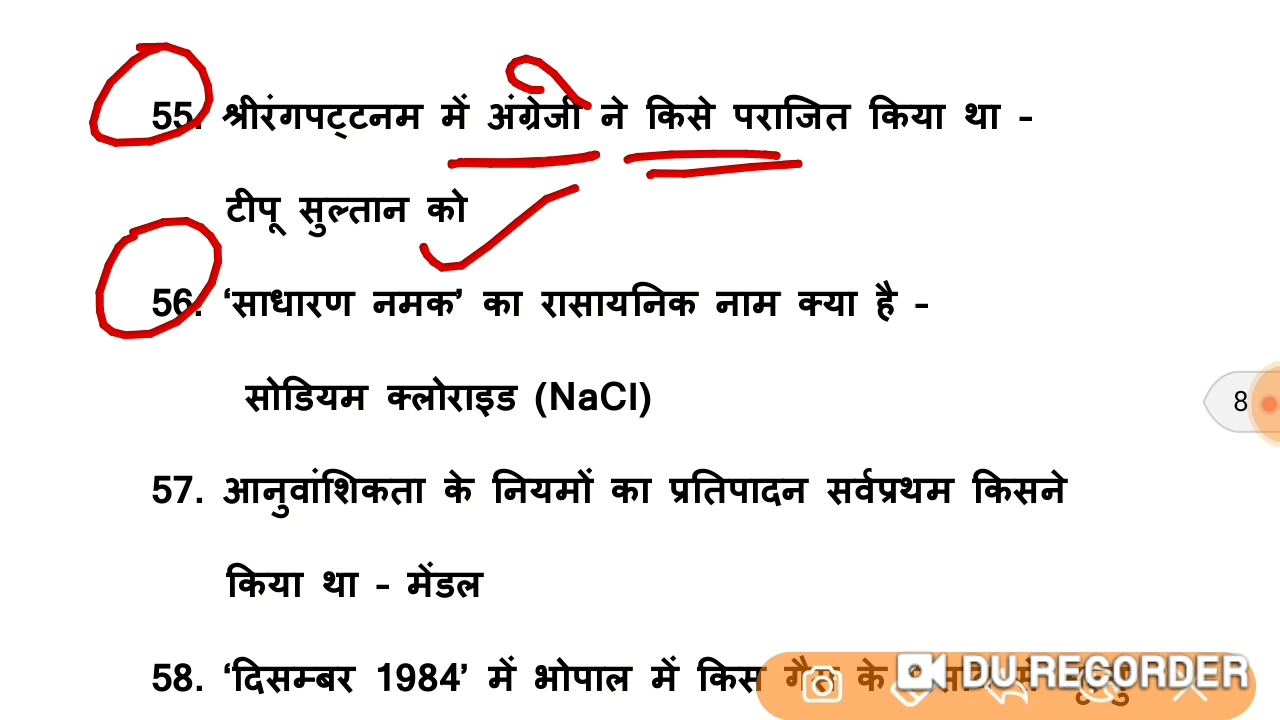 55. श्रीरंगपट्टनम में अंग्रेजी ने किसे पराजित किया था –
टीपू सुल्तान को
56. ‘साधारण नमक’ का रासायनिक नाम क्या है –
सोडियम क्लोराइड (NaCl)
8
57. आनुवांशिकता के नियमों का प्रतिपादन सर्वप्रथम किसने
किया था – मेंडल
58. ‘दिसम्बर 1984’ में भोपाल में किस गैस के
DU RECORDER